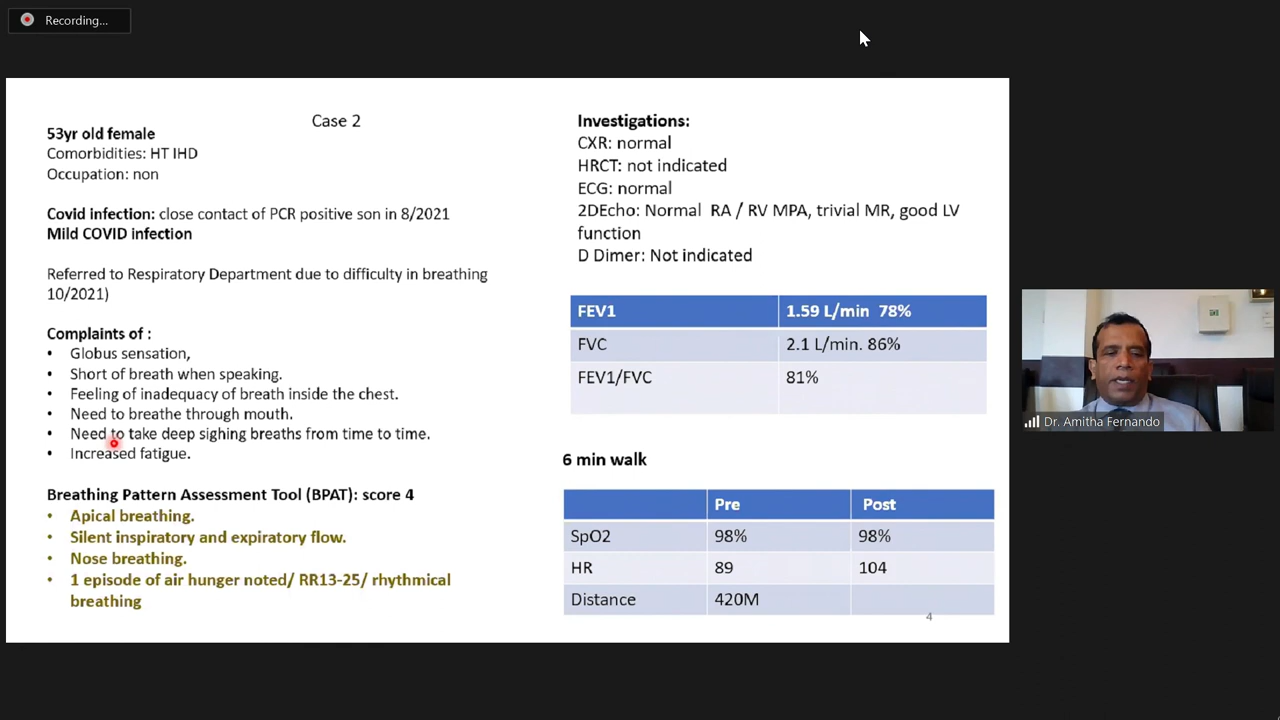 Recording...
Case 2
53yr old female
Comorbidities: HT IHD
Occupation: non
Covid infection: close contact of PCR positive son in 8/2021
Mild COVID infection
Referred to Respiratory Department due to difficulty in breathing
10/2021)
Complaints of :
• Globus sensation,
• Short of breath when speaking.
• Feeling of inadequacy of breath inside the chest.
• Need to breathe through mouth.
• Need to take deep sighing breaths from time to time.
• Increased fatigue.
Breathing Pattern Assessment Tool (BPAT): score 4
• Apical breathing.
• Silent inspiratory and expiratory flow.
• Nose breathing.
• 1 episode of air hunger noted/ RR13-25/ rhythmical
breathing
Investigations:
CXR: normal
HRCT: not indicated
ECG: normal
2DEcho: Normal RA / RV MPA, trivial MR, good LV
function
D Dimer: Not indicated
FEV1 1.59 L/min 78%
FVC 2.1 L/min. 86%
FEV1/FVC 81%
6 min walk
Pre Post
SpO2 98% 98%
HR 89 104
Distance 420M
4
Dr. Amitha Fernando